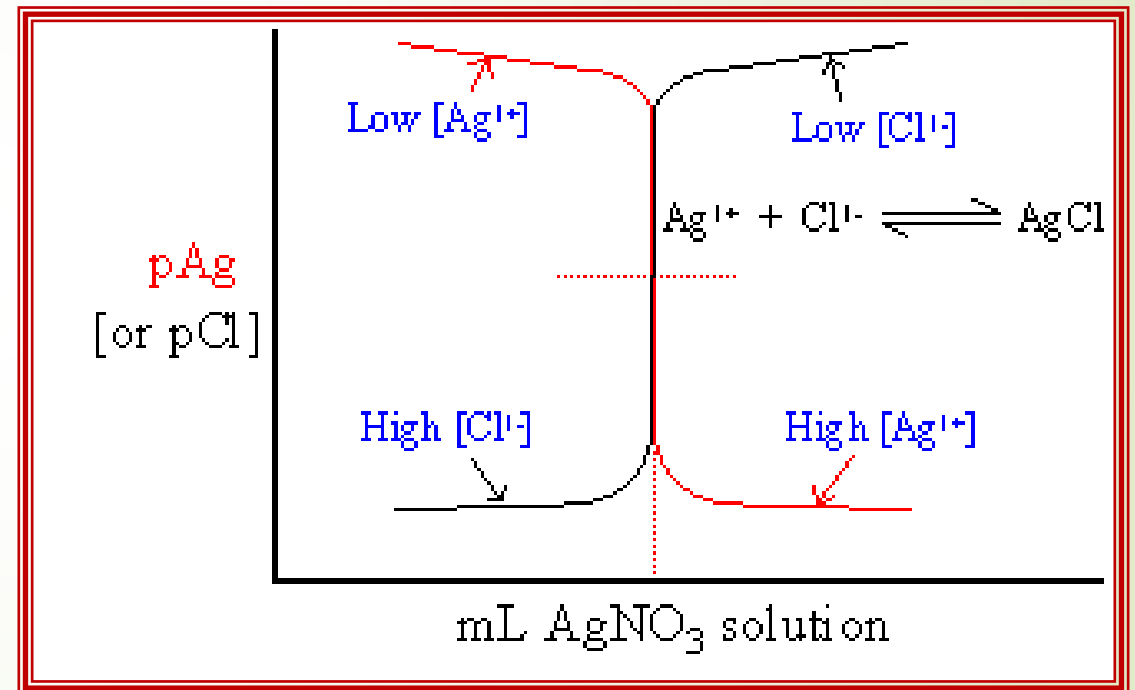 Low [Ag¹⁺]
Low [Cl¹⁻]
Ag¹⁺ + Cl¹⁻ ⇌ AgCl
pAg
[or pCl]
High [Cl¹⁻]
High [Ag¹⁺]
mL AgNO₃ solution